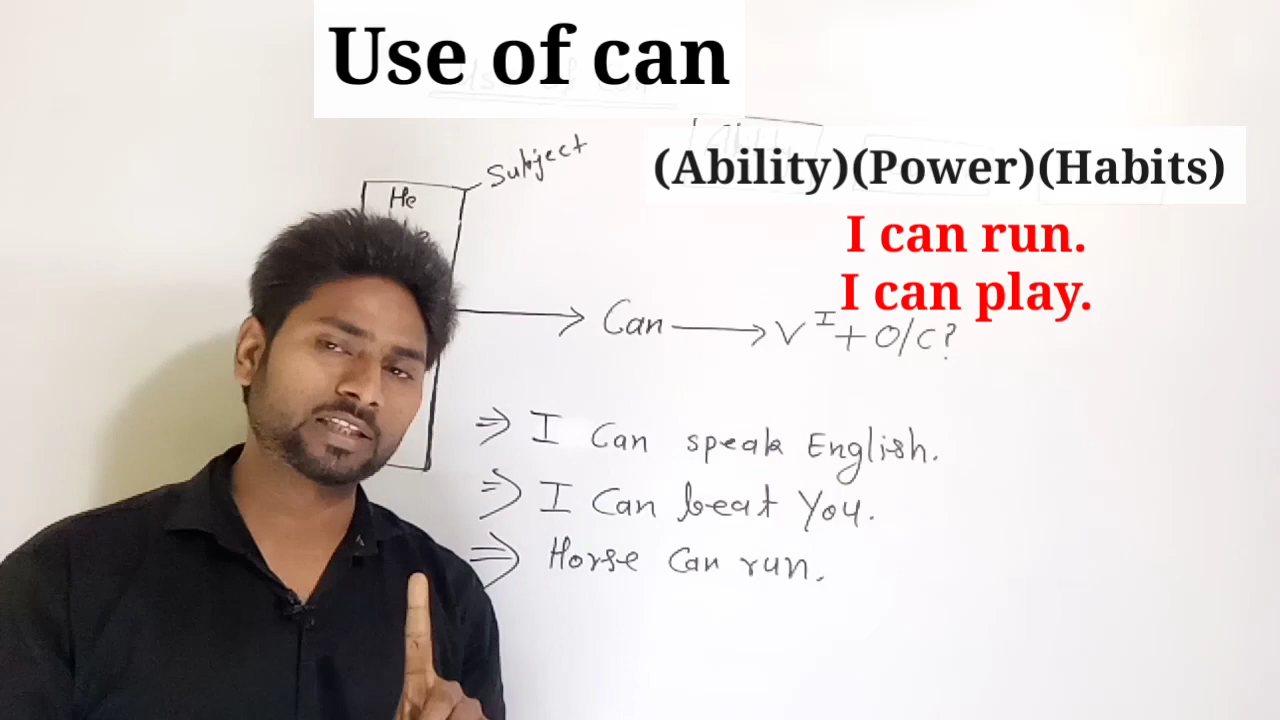 Use of can
Subject
(Ability)(Power)(Habits)
He
I can run.
I can play.
Can V I + O/C?
⇒ I Can speak English.
⇒ I Can beat You.
⇒ Horse Can run.